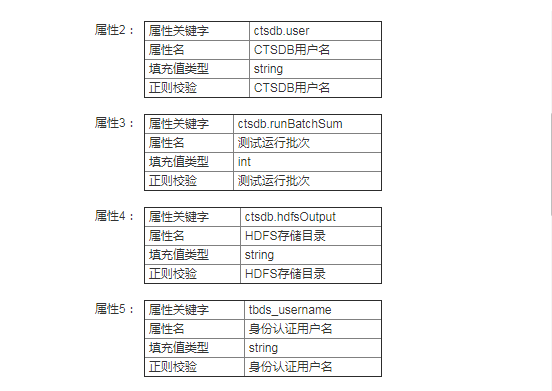 属性2： 属性关键字 ctsdb.user
属性名 CTSDB用户名
填充值类型 string
正则校验 CTSDB用户名
属性3： 属性关键字 ctsdb.runBatchSum
属性名 测试运行批次
填充值类型 int
正则校验 测试运行批次
属性4： 属性关键字 ctsdb.hdfsOutput
属性名 HDFS存储目录
填充值类型 string
正则校验 HDFS存储目录
属性5： 属性关键字 tbds_username
属性名 身份认证用户名
填充值类型 string
正则校验 身份认证用户名